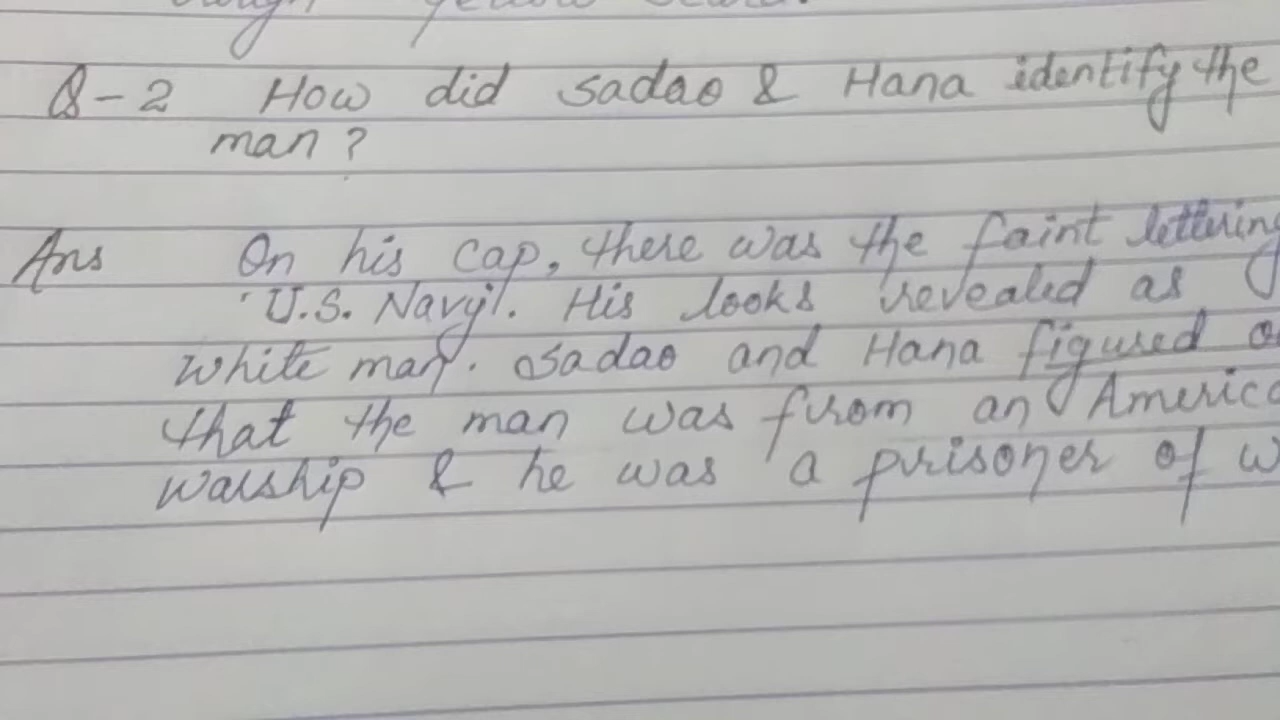 Q-2 How did Sadao & Hana identify the
man?
Ans On his cap, there was the faint lettering
'U.S. Navy'. His looks revealed as
white man. Sadao and Hana figured
that the man was from an
warship & he was a prisoner of